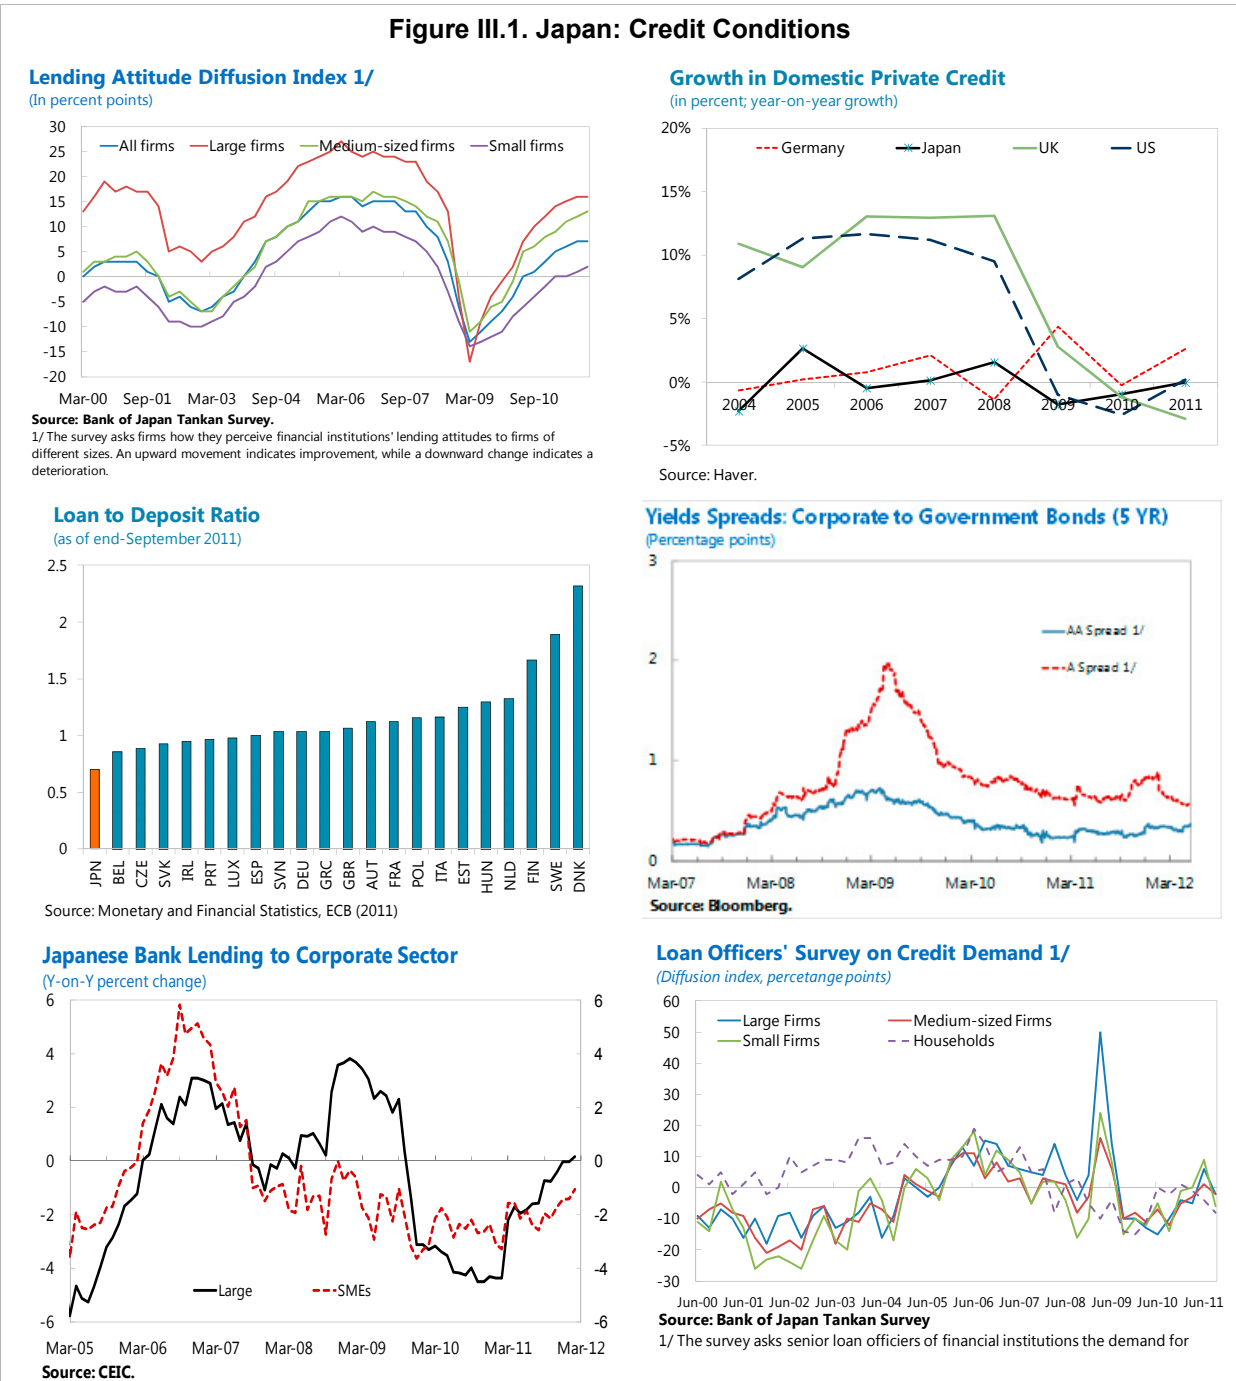 Figure III.1. Japan: Credit Conditions
Lending Attitude Diffusion Index 1/
(In percent points)
30
25
20
15
10
5
0
-5
-10
-15
-20
All firms Large firms Medium-sized firms Small firms
Mar-00 Sep-01 Mar-03 Sep-04 Mar-06 Sep-07 Mar-09 Sep-10
Source: Bank of Japan Tankan Survey.
1/ The survey asks firms how they perceive financial institutions' lending attitudes to firms of
different sizes. An upward movement indicates improvement, while a downward change indicates a
deterioration.
Growth in Domestic Private Credit
(in percent; year-on-year growth)
20%
15%
10%
5%
0%
-5%
Germany Japan UK US
2004 2005 2006 2007 2008 2009 2010 2011
Source: Haver.
Loan to Deposit Ratio
(as of end-September 2011)
2.5
2
1.5
1
0.5
0
JPN BEL CZE SVK IRL PRT LUX ESP SVN DEU GRC GBR AUT FRA POL ITA EST HUN NLD FIN SWE DNK
Source: Monetary and Financial Statistics, ECB (2011)
Yields Spreads: Corporate to Government Bonds (5 YR)
(Percentage points)
3
2
1
0
AA Spread 1/
A Spread 1/
Mar-07 Mar-08 Mar-09 Mar-10 Mar-11 Mar-12
Source: Bloomberg.
Japanese Bank Lending to Corporate Sector
(Y-on-Y percent change)
6 6
4 4
2 2
0 0
-2 -2
-4 -4
-6 -6
Large SMEs
Mar-05 Mar-06 Mar-07 Mar-08 Mar-09 Mar-10 Mar-11 Mar-12
Source: CEIC.
Loan Officers' Survey on Credit Demand 1/
(Diffusion index, percetange points)
60
50
40
30
20
10
0
-10
-20
-30
Large Firms Medium-sized Firms
Small Firms Households
Jun-00 Jun-01 Jun-02 Jun-03 Jun-04 Jun-05 Jun-06 Jun-07 Jun-08 Jun-09 Jun-10 Jun-11
Source: Bank of Japan Tankan Survey
1/ The survey asks senior loan officiers of financial institutions the demand for